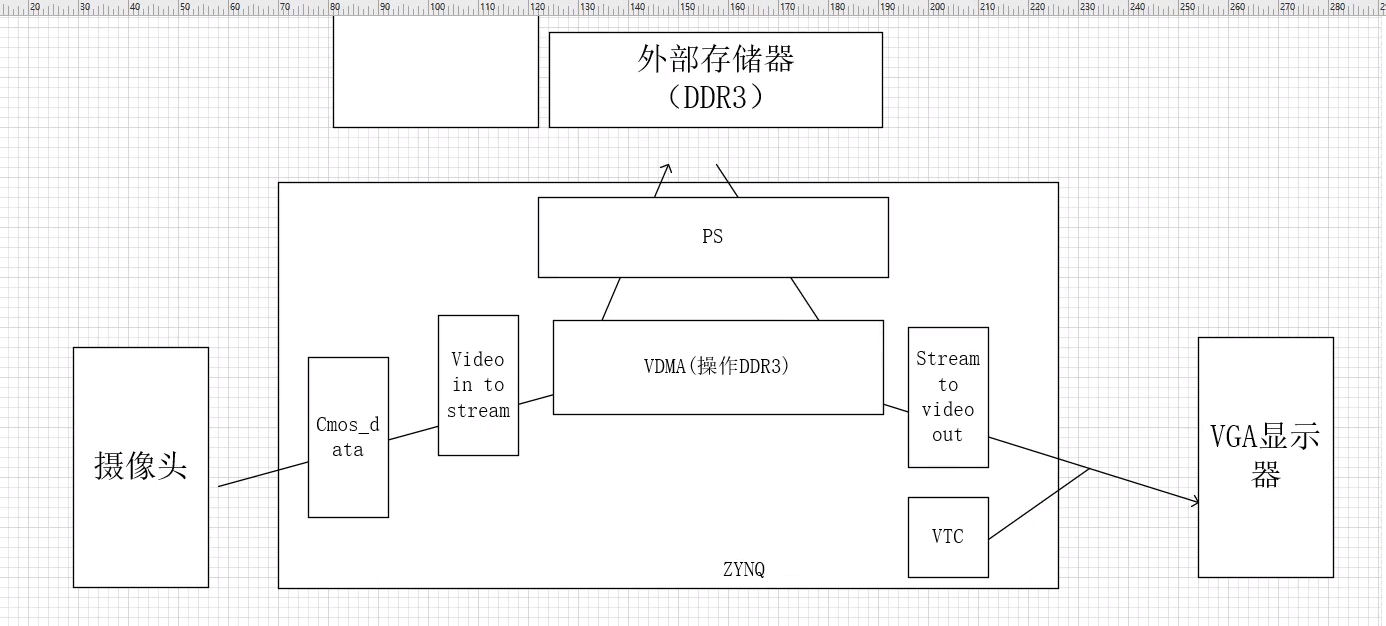 20 30 40 50 60 70 80 90 100 110 120 130 140 150 160 170 180 190 200 210 220 230 240 250 260 270 280
外部存储器
（DDR3）
PS
Video
in to
stream
VDMA(操作DDR3)
Stream
to
video
out
Cmos_d
ata
摄像头
VGA显示
器
VTC
ZYNQ